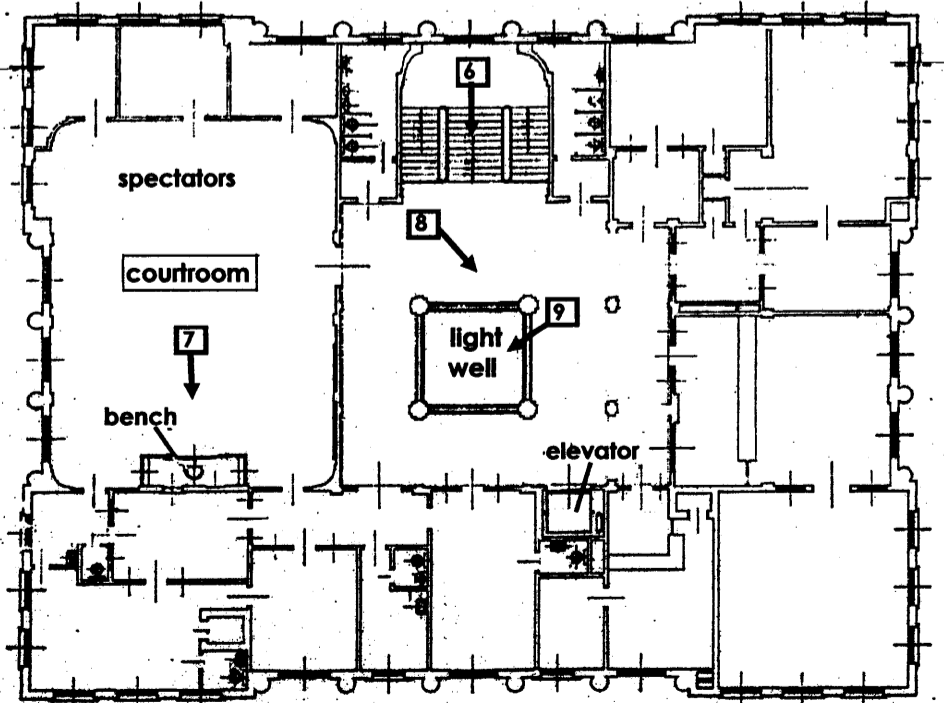 6
spectators
8
courtroom
9
light
well
7
bench
elevator